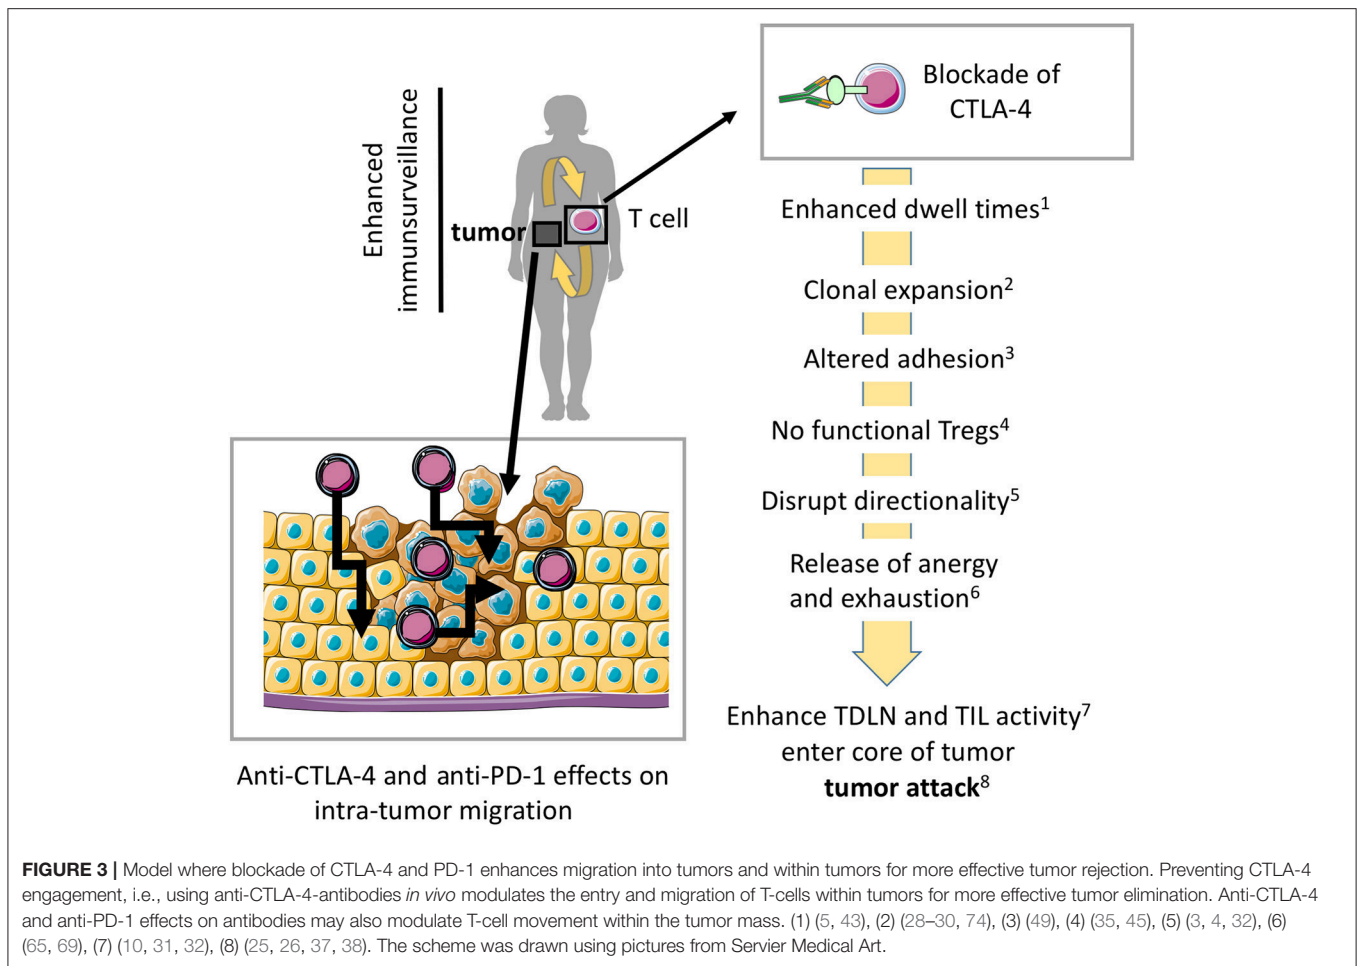 Enhanced
immunsurveillance
tumor
T cell
Blockade of
CTLA-4
Enhanced dwell times1
Clonal expansion2
Altered adhesion3
No functional Tregs4
Disrupt directionality5
Release of anergy
and exhaustion6
Enhance TDLN and TIL activity7
enter core of tumor
tumor attack8
Anti-CTLA-4 and anti-PD-1 effects on
intra-tumor migration
FIGURE 3 | Model where blockade of CTLA-4 and PD-1 enhances migration into tumors and within tumors for more effective tumor rejection. Preventing CTLA-4
engagement, i.e., using anti-CTLA-4-antibodies in vivo modulates the entry and migration of T-cells within tumors for more effective tumor elimination. Anti-CTLA-4
and anti-PD-1 effects on antibodies may also modulate T-cell movement within the tumor mass. (1) (5, 43), (2) (28–30, 74), (3) (49), (4) (35, 45), (5) (3, 4, 32), (6)
(65, 69), (7) (10, 31, 32), (8) (25, 26, 37, 38). The scheme was drawn using pictures from Servier Medical Art.